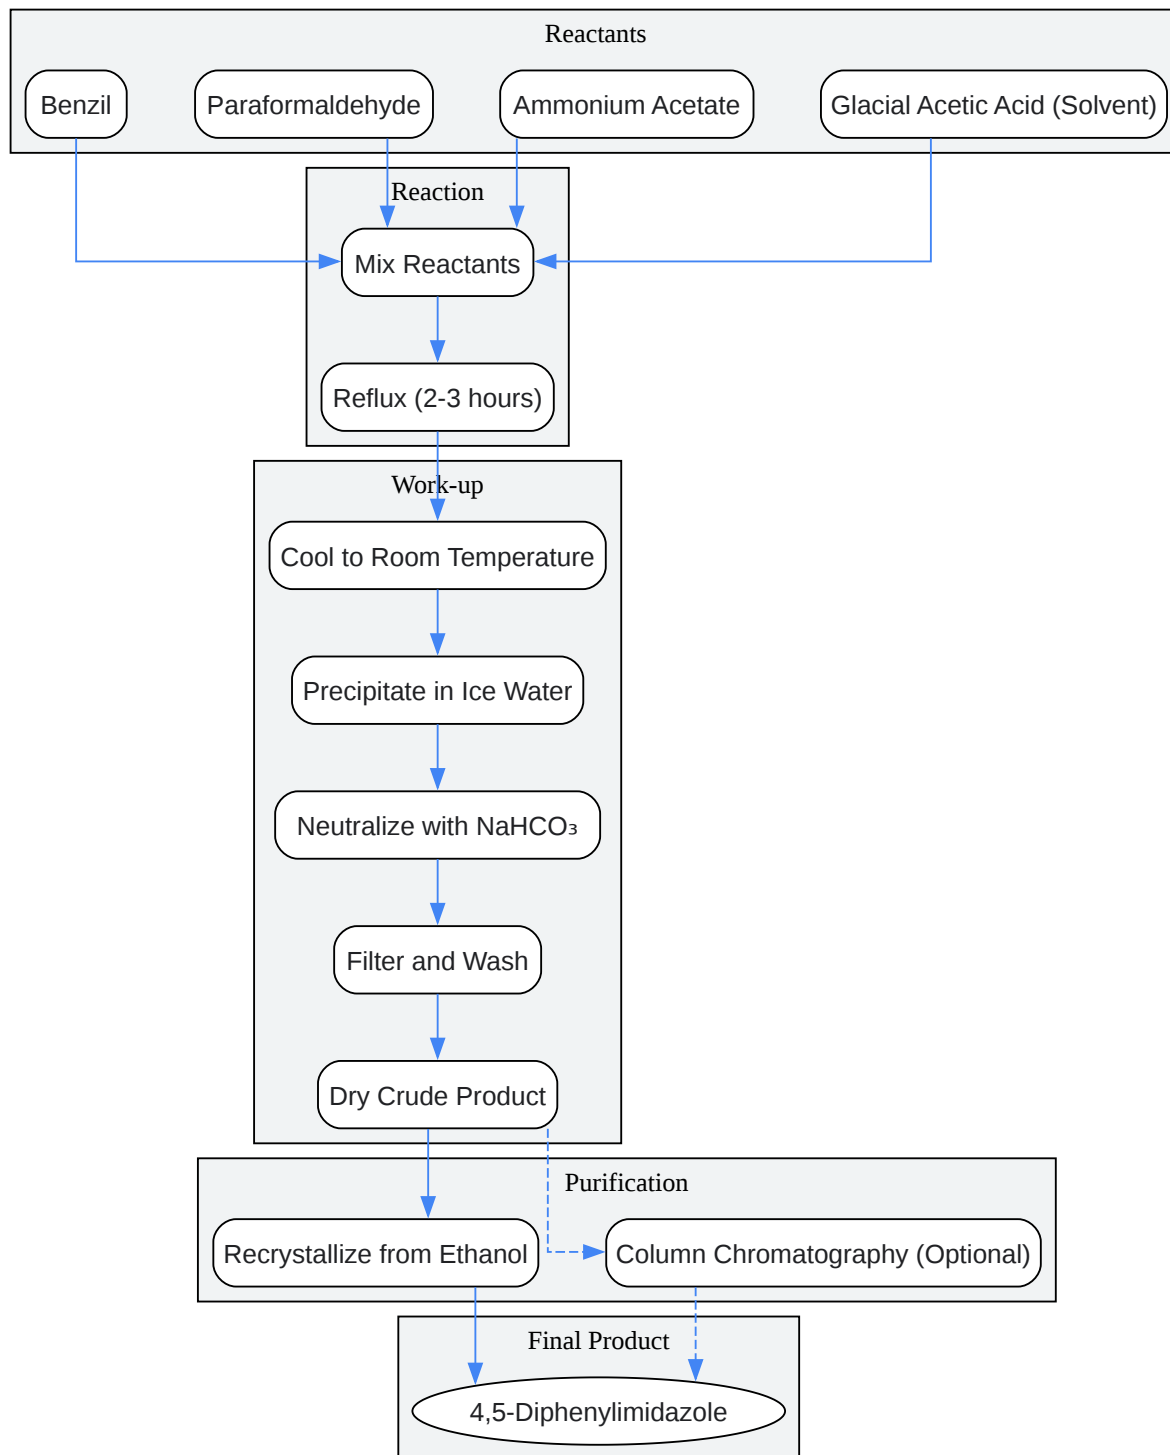 Reactants
Benzil
Paraformaldehyde
Ammonium Acetate
Glacial Acetic Acid (Solvent)
Reaction
Mix Reactants
Reflux (2-3 hours)
Work-up
Cool to Room Temperature
Precipitate in Ice Water
Neutralize with NaHCO₃
Filter and Wash
Dry Crude Product
Purification
Recrystallize from Ethanol
Column Chromatography (Optional)
Final Product
4,5-Diphenylimidazole